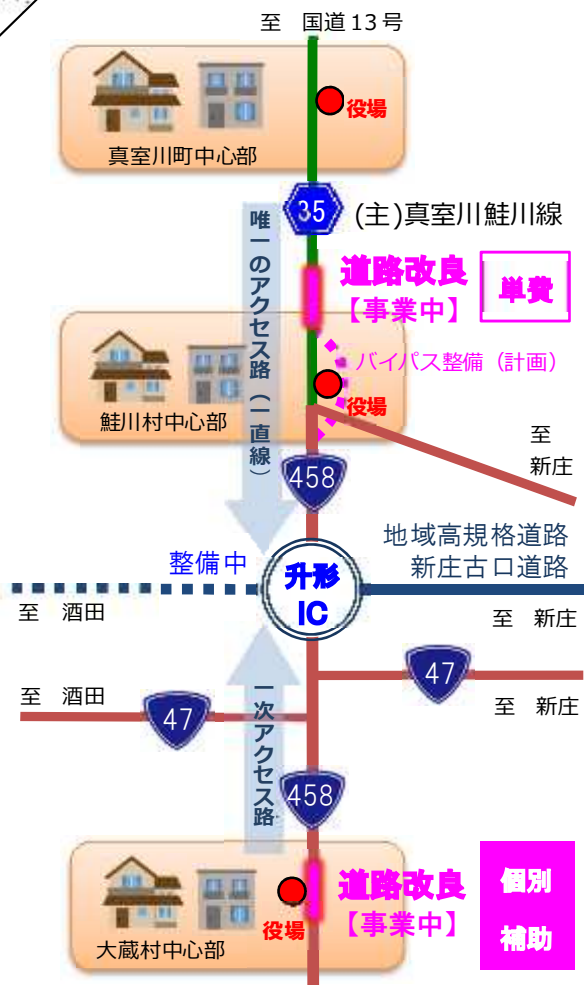 至 国道13号
役場
真室川町中心部
35
(主)真室川鮭川線
唯一のアクセス路(一直線)
道路改良
【事業中】
単費
バイパス整備(計画)
役場
鮭川村中心部
至
新庄
458
地域高規格道路
新庄古口道路
整備中
升形
IC
至 酒田
至 新庄
一次アクセス路
至 酒田
47
47
至 新庄
458
道路改良
【事業中】
個別
補助
役場
大蔵村中心部